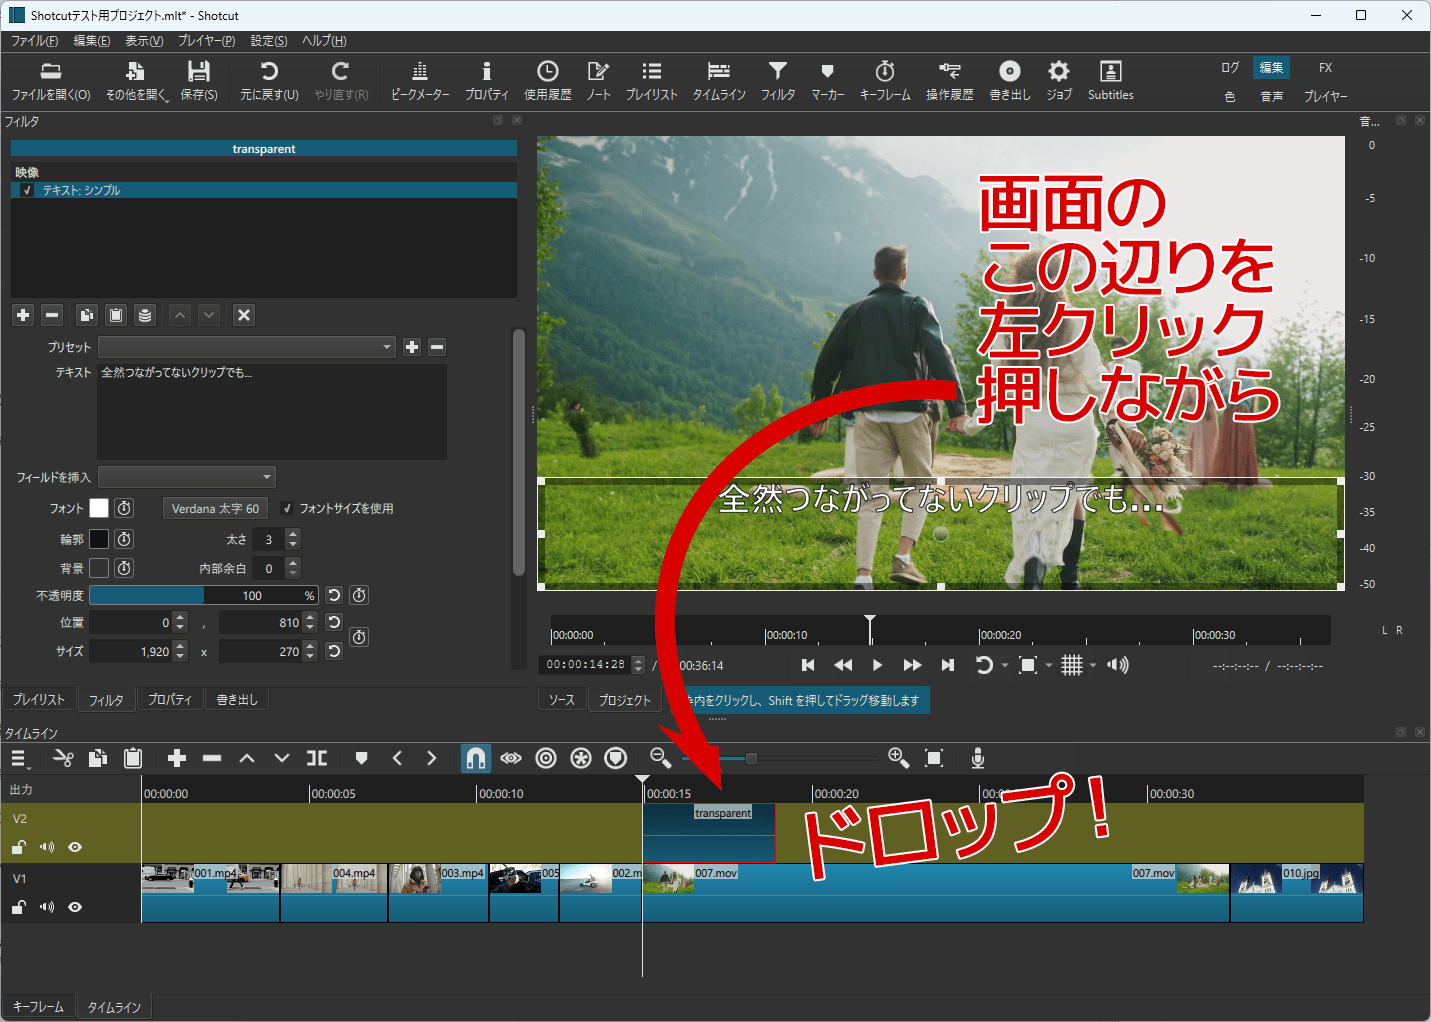 Shotcutテスト用プロジェクト.mlt* - Shotcut
ファイル(F) 編集(E) 表示(V) プレイヤー(P) 設定(S) ヘルプ(H)
ファイルを開く(O) その他を開く 保存(S) 元に戻す(U) やり直す(R) ピークメーター プロパティ 使用履歴 ノート プレイリスト タイムライン フィルタ マーカー キーフレーム 操作履歴 書き出し ジョブ Subtitles
ログ 編集 FX
色 音声 プレイヤー
フィルタ
transparent
映像
✓ テキスト: シンプル
プリセット
テキスト 全然つながってないクリップでも...
フィールドを挿入
フォント Verdana 太字 60 ✓ フォントサイズを使用
輪郭 太さ 3
背景 内部余白 0
不透明度 100 %
位置 0 , 810
サイズ 1,920 x 270
プレイリスト フィルタ プロパティ 書き出し
画面の
この辺りを
左クリック
押しながら
全然つながってないクリップでも...
00:00:00 00:00:10 00:00:20 00:00:30
00:00:14:28 / 00:36:14 --:--:--:-- / --:--:--:--
ソース プロジェクト 内をクリックし、Shift を押してドラッグ移動します
音...
0
-5
-10
-15
-20
-25
-30
-35
-40
-50
L R
タイムライン
出力 00:00:00 00:00:05 00:00:10 00:00:15 00:00:20 00:00:30
V2 transparent
ドロップ！
V1 001.mp4 004.mp4 003.mp4 005 002.m 007.mov 007.mov 010.jpg
キーフレーム タイムライン